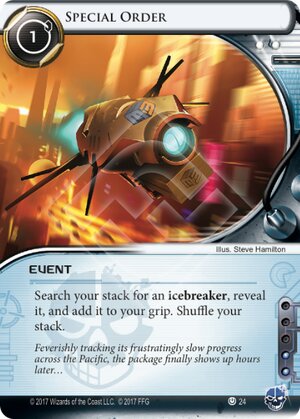 Special Order
1
Illus. Steve Hamilton
EVENT
Search your stack for an icebreaker, reveal
it, and add it to your grip. Shuffle your
stack.
Feverishly tracking its frustratingly slow progress
across the Pacific, the package finally shows up hours
later...
© 2017 Wizards of the Coast LLC. © 2017 FFG
24